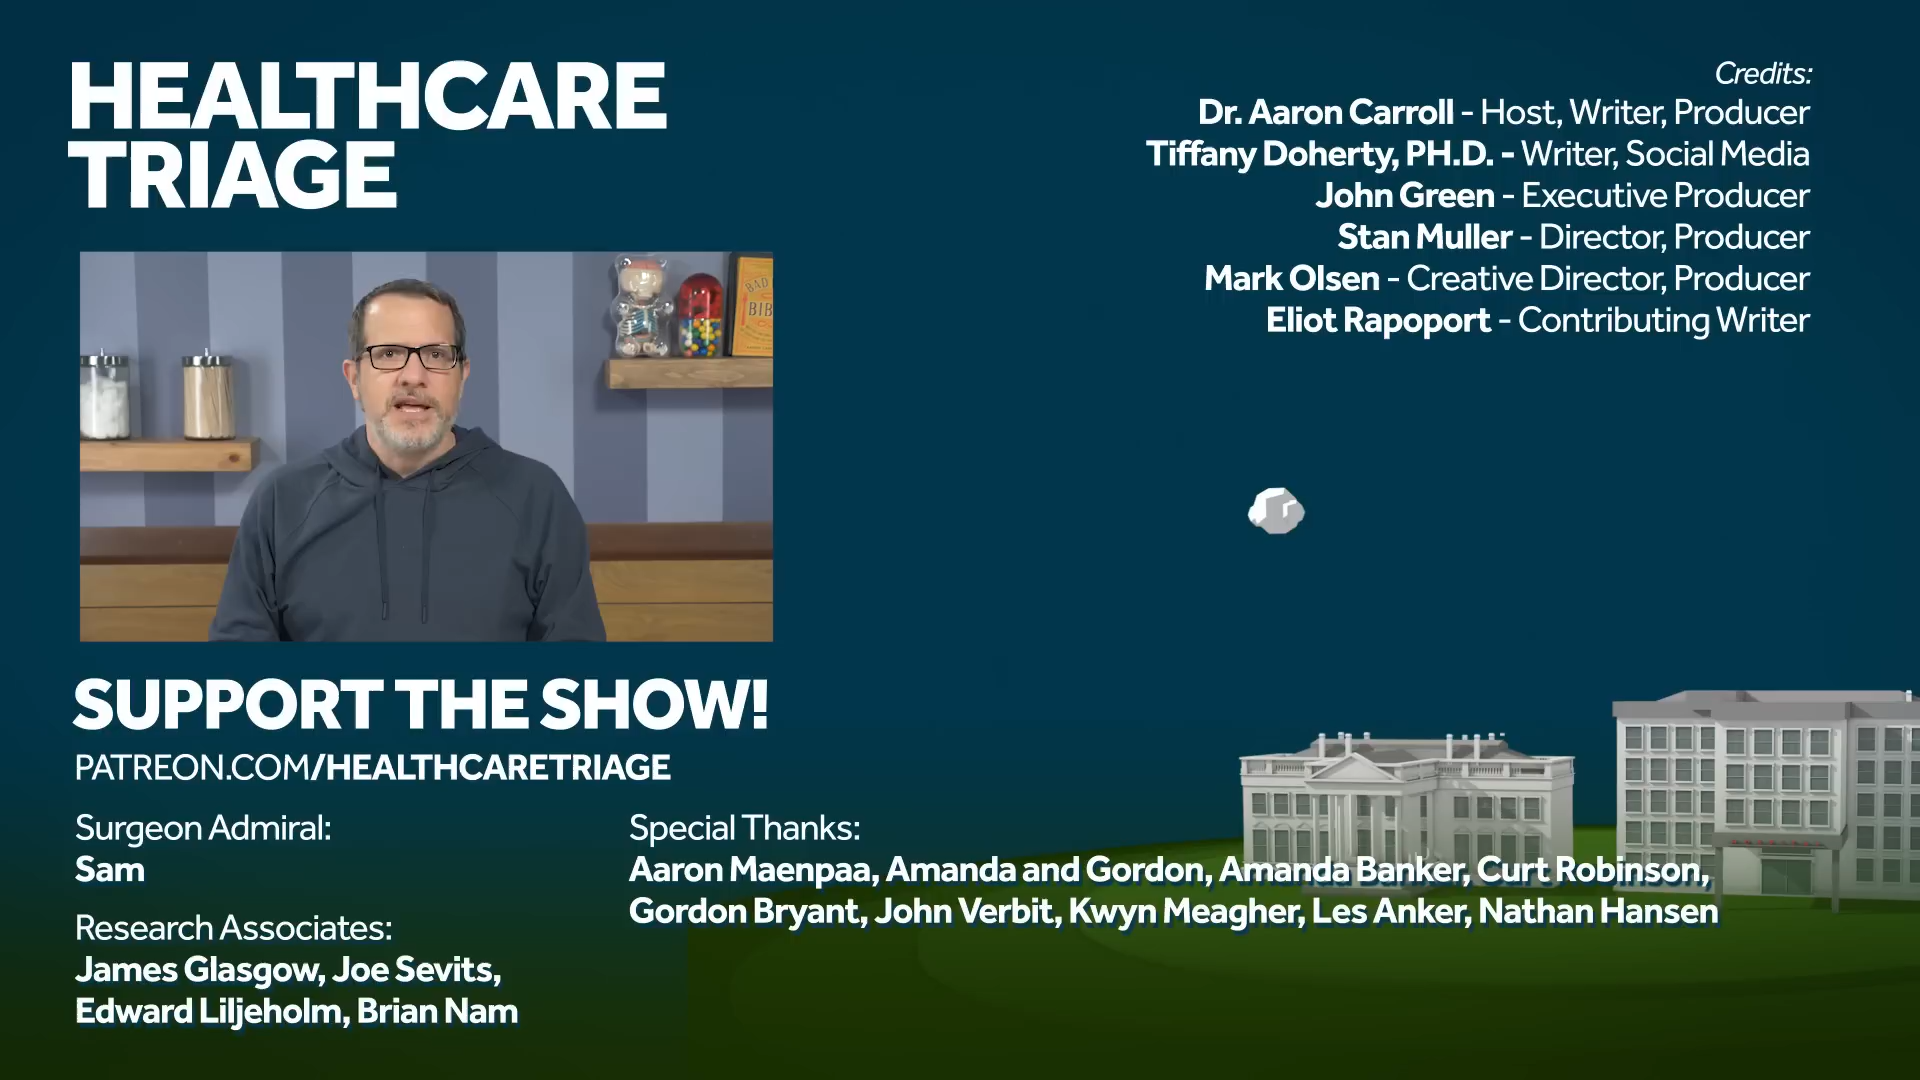 HEALTHCARE
TRIAGE
Credits:
Dr. Aaron Carroll - Host, Writer, Producer
Tiffany Doherty, PH.D. - Writer, Social Media
John Green - Executive Producer
Stan Muller - Director, Producer
Mark Olsen - Creative Director, Producer
Eliot Rapoport - Contributing Writer
BAD
BIB
SUPPORT THE SHOW!
PATREON.COM/HEALTHCARETRIAGE
Surgeon Admiral:
Sam
Research Associates:
James Glasgow, Joe Sevits,
Edward Liljeholm, Brian Nam
Special Thanks:
Aaron Maenpaa, Amanda and Gordon, Amanda Banker, Curt Robinson,
Gordon Bryant, John Verbit, Kwyn Meagher, Les Anker, Nathan Hansen